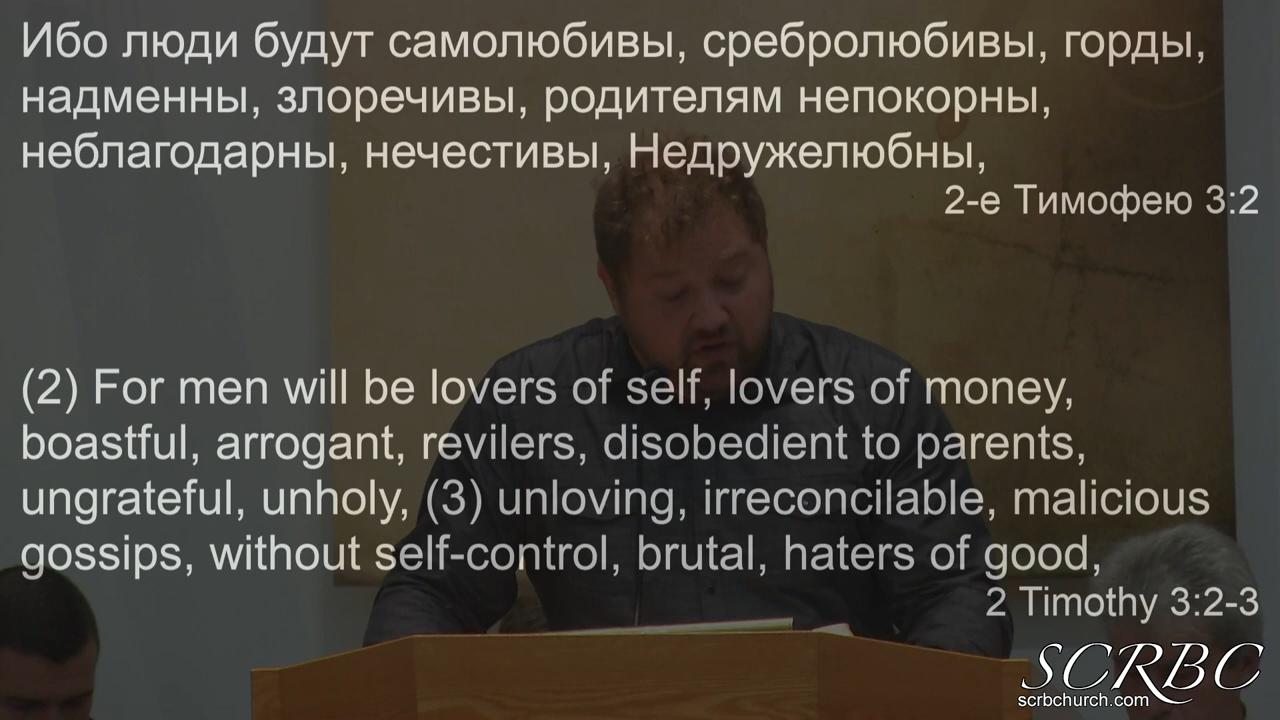 Ибо люди будут самолюбивы, сребролюбивы, горды,
надменны, злоречивы, родителям непокорны,
неблагодарны, нечестивы, Недружелюбны,
2-е Тимофею 3:2
(2) For men will be lovers of self, lovers of money,
boastful, arrogant, revilers, disobedient to parents,
ungrateful, unholy, (3) unloving, irreconcilable, malicious
gossips, without self-control, brutal, haters of good,
2 Timothy 3:2-3
SCRBC
scrbchurch.com